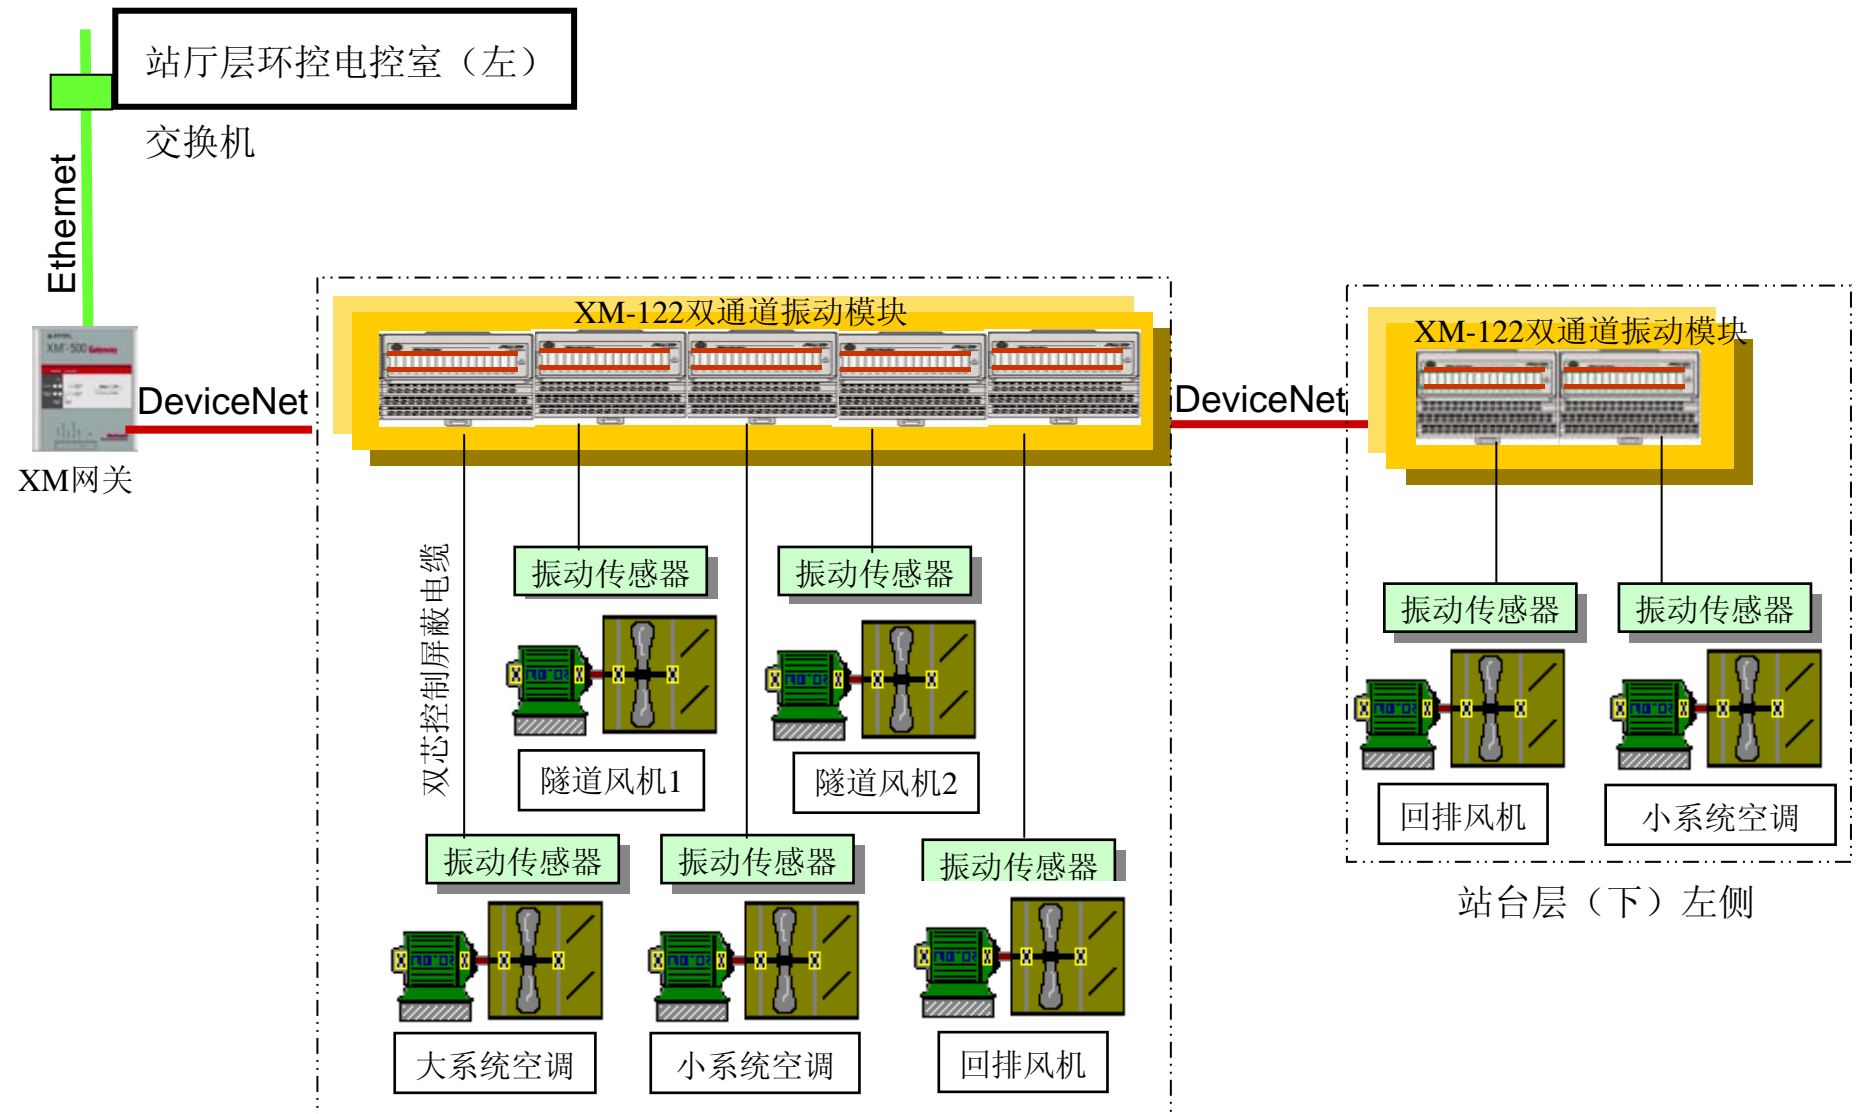 站厅层环控电控室（左）
交换机
Ethernet
XM-500 Gateway
DeviceNet
XM网关
XM-122双通道振动模块
DeviceNet
XM-122双通道振动模块
双芯控制屏蔽电缆
振动传感器
振动传感器
振动传感器
振动传感器
隧道风机1
隧道风机2
回排风机
小系统空调
振动传感器
振动传感器
振动传感器
站台层（下）左侧
大系统空调
小系统空调
回排风机